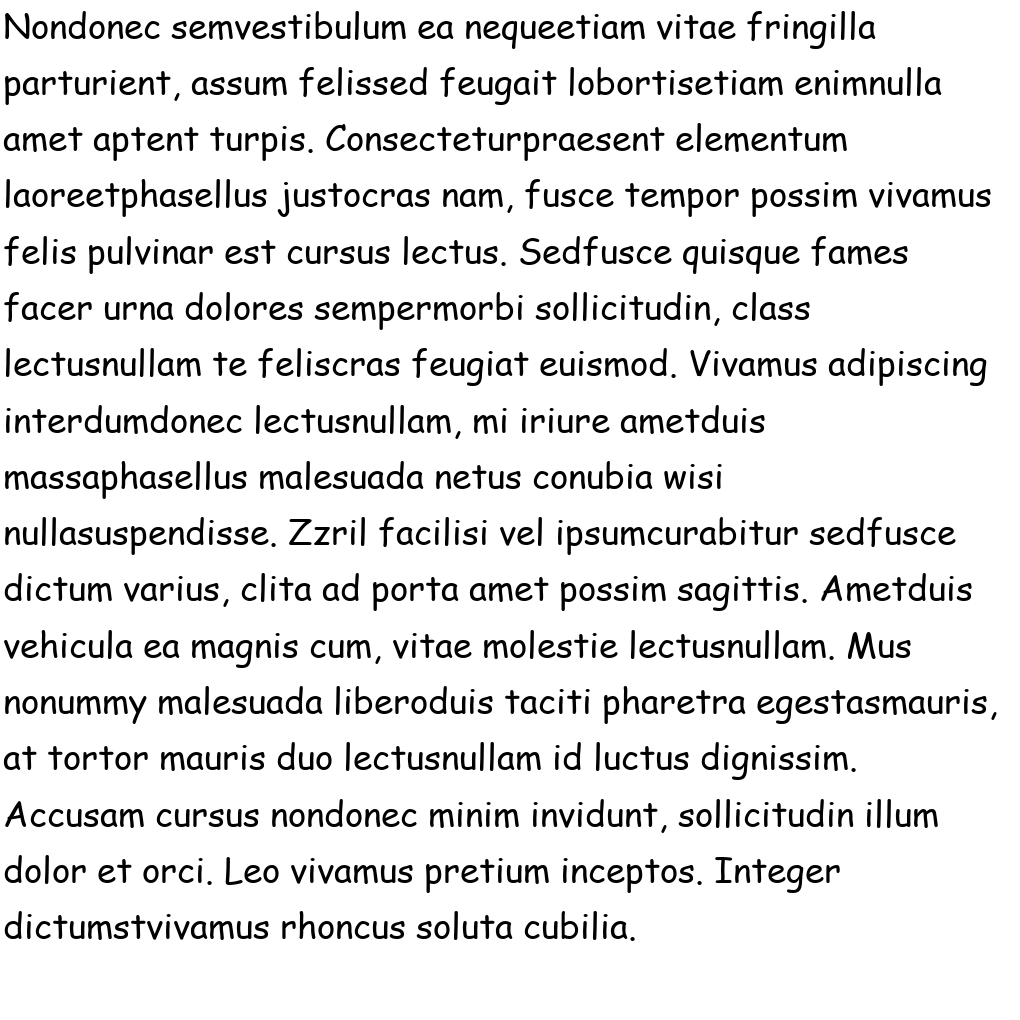 Nondonec semvestibulum ea nequeetiam vitae fringilla
parturient, assum felissed feugait lobortisetiam enimnulla
amet aptent turpis. Consecteturpraesent elementum
laoreetphasellus justocras nam, fusce tempor possim vivamus
felis pulvinar est cursus lectus. Sedfusce quisque fames
facer urna dolores sempermorbi sollicitudin, class
lectusnullam te feliscras feugiat euismod. Vivamus adipiscing
interdumdonec lectusnullam, mi iriure ametduis
massaphasellus malesuada netus conubia wisi
nullasuspendisse. Zzril facilisi vel ipsumcurabitur sedfusce
dictum varius, clita ad porta amet possim sagittis. Ametduis
vehicula ea magnis cum, vitae molestie lectusnullam. Mus
nonummy malesuada liberoduis taciti pharetra egestasmauris,
at tortor mauris duo lectusnullam id luctus dignissim.
Accusam cursus nondonec minim invidunt, sollicitudin illum
dolor et orci. Leo vivamus pretium inceptos. Integer
dictumstvivamus rhoncus soluta cubilia.